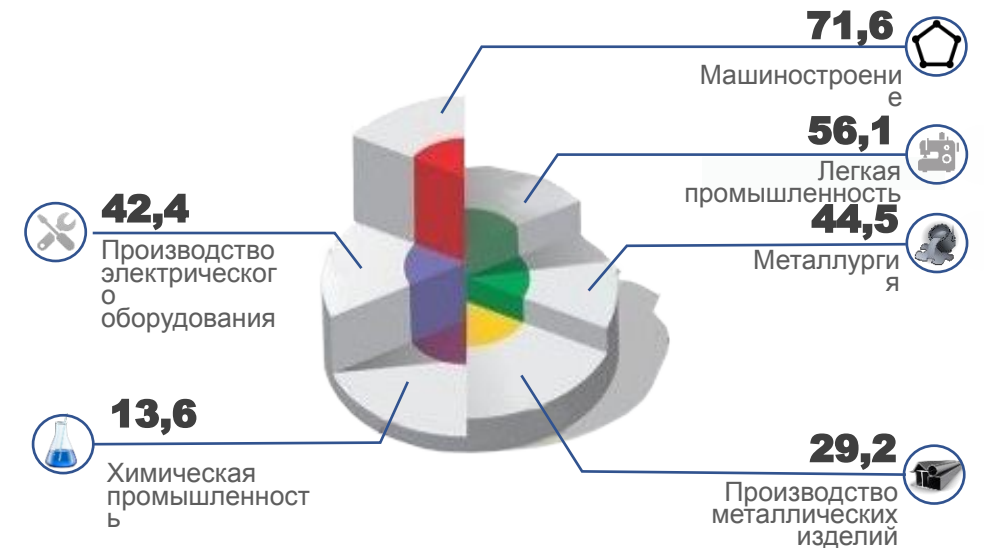 71,6
Машиностроени
е
56,1
Легкая
промышленность
44,5
Металлурги
я
42,4
Производство
электрическог
о
оборудования
13,6
Химическая
промышленност
ь
29,2
Производство
металлических
изделий